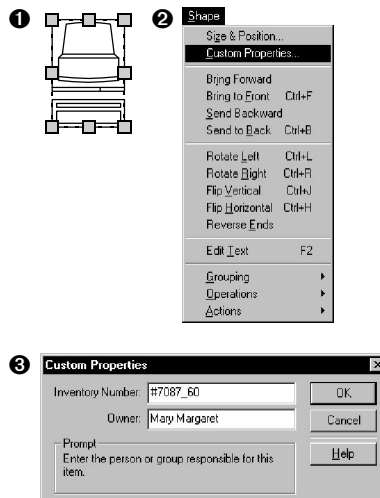 ❶
❷
Shape
Size & Position...
Custom Properties...
Bring Forward
Bring to Front Ctrl+F
Send Backward
Send to Back Ctrl+B
Rotate Left Ctrl+L
Rotate Right Ctrl+R
Flip Vertical Ctrl+J
Flip Horizontal Ctrl+H
Reverse Ends
Edit Text F2
Grouping
Operations
Actions
❸
Custom Properties
Inventory Number: #7087_60
OK
Owner: Mary Margaret
Cancel
Prompt
Help
Enter the person or group responsible for this
item.